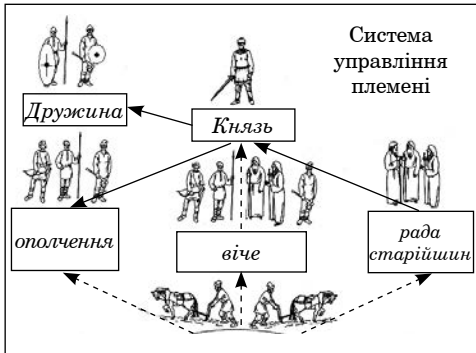 Система
управління
племені
Дружина
Князь
ополчення
віче
рада
старійшин